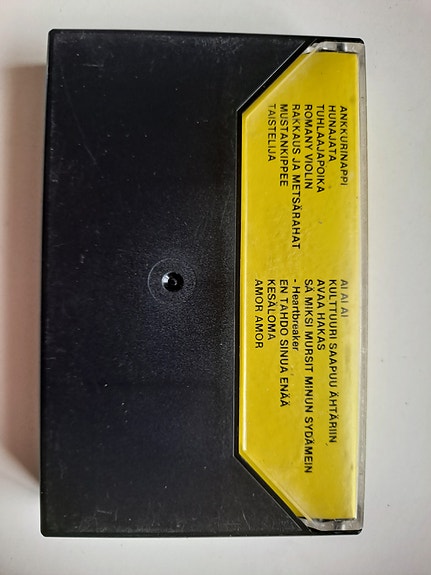 ANKKURINAPPI
HUNAJATA
TUHLAAJAPOIKA
ROMANY VIOLIN
RAKKAUS JA METSÄRAHAT
MUSTANKIPPEE
TAISTELIJA
AI AI AI
KULTTUURI SAAPUU ÄHTÄRIIN
AVAA HAKAS
SÄ MIKSI MURSIT MINUN SYDÄMEIN
- Heartbreaker
EN TAHDO SINUA ENÄÄ
KESÄLOMA
AMOR AMOR